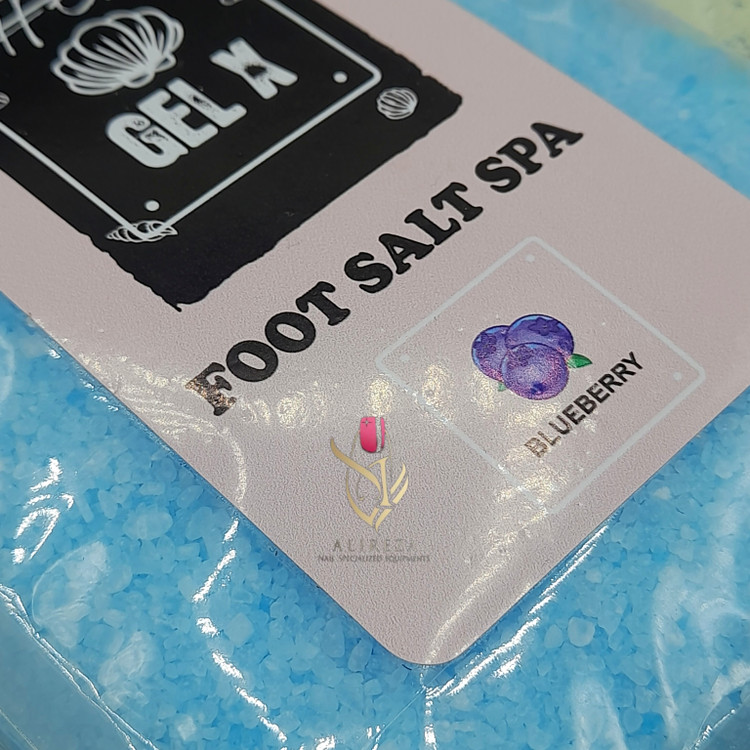 GEL X
FOOT SALT SPA
BLUEBERRY
ALIREZA
NAIL SPECIALIZED EQUIPMENTS